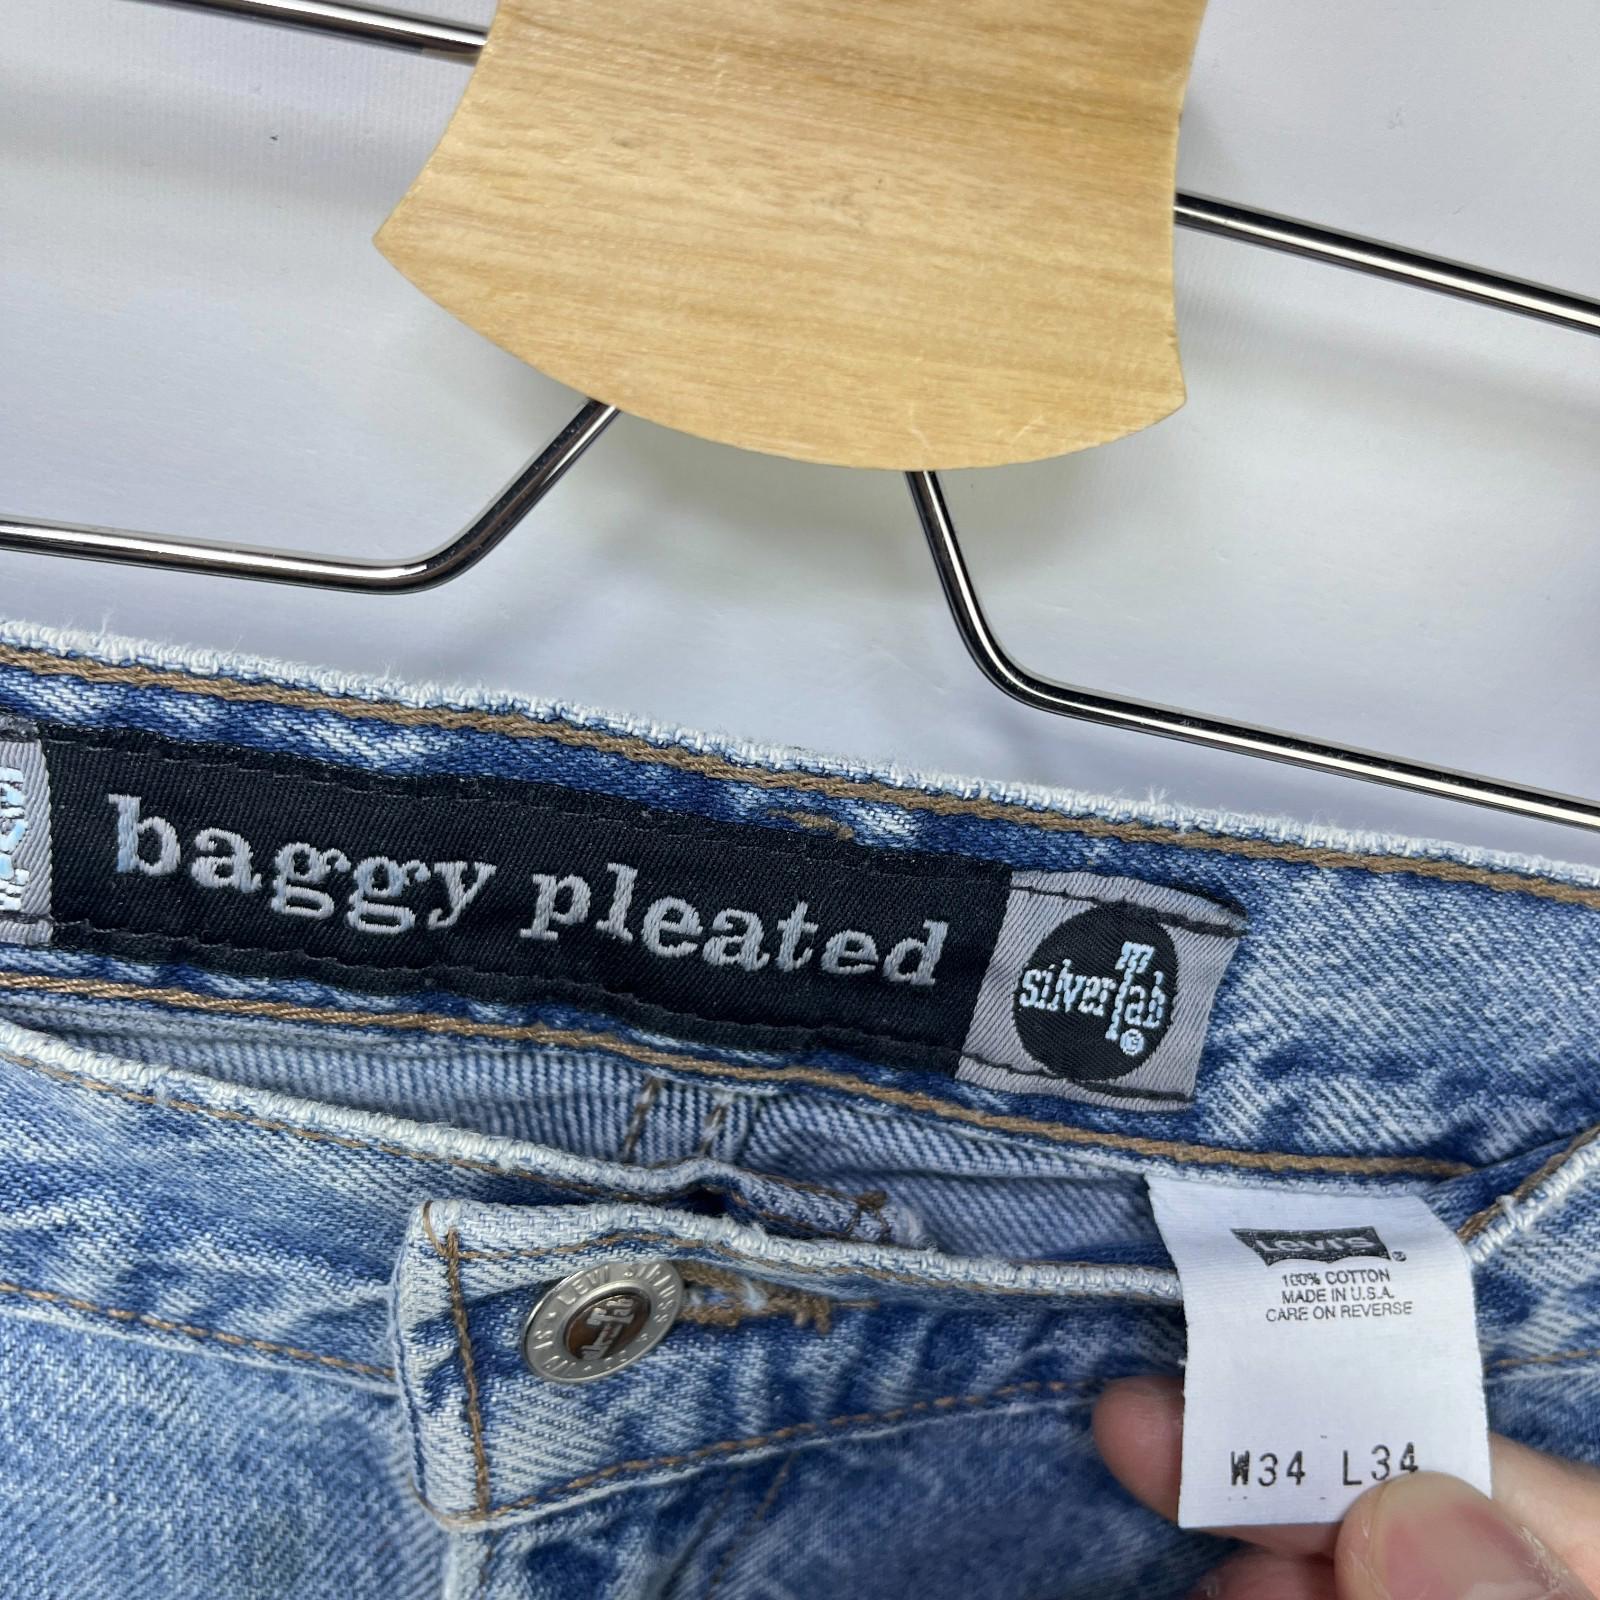 baggy pleated
silverTab
©
Levi's®
100% COTTON
MADE IN U.S.A.
CARE ON REVERSE
W34 L34
LEVI STRAUSS